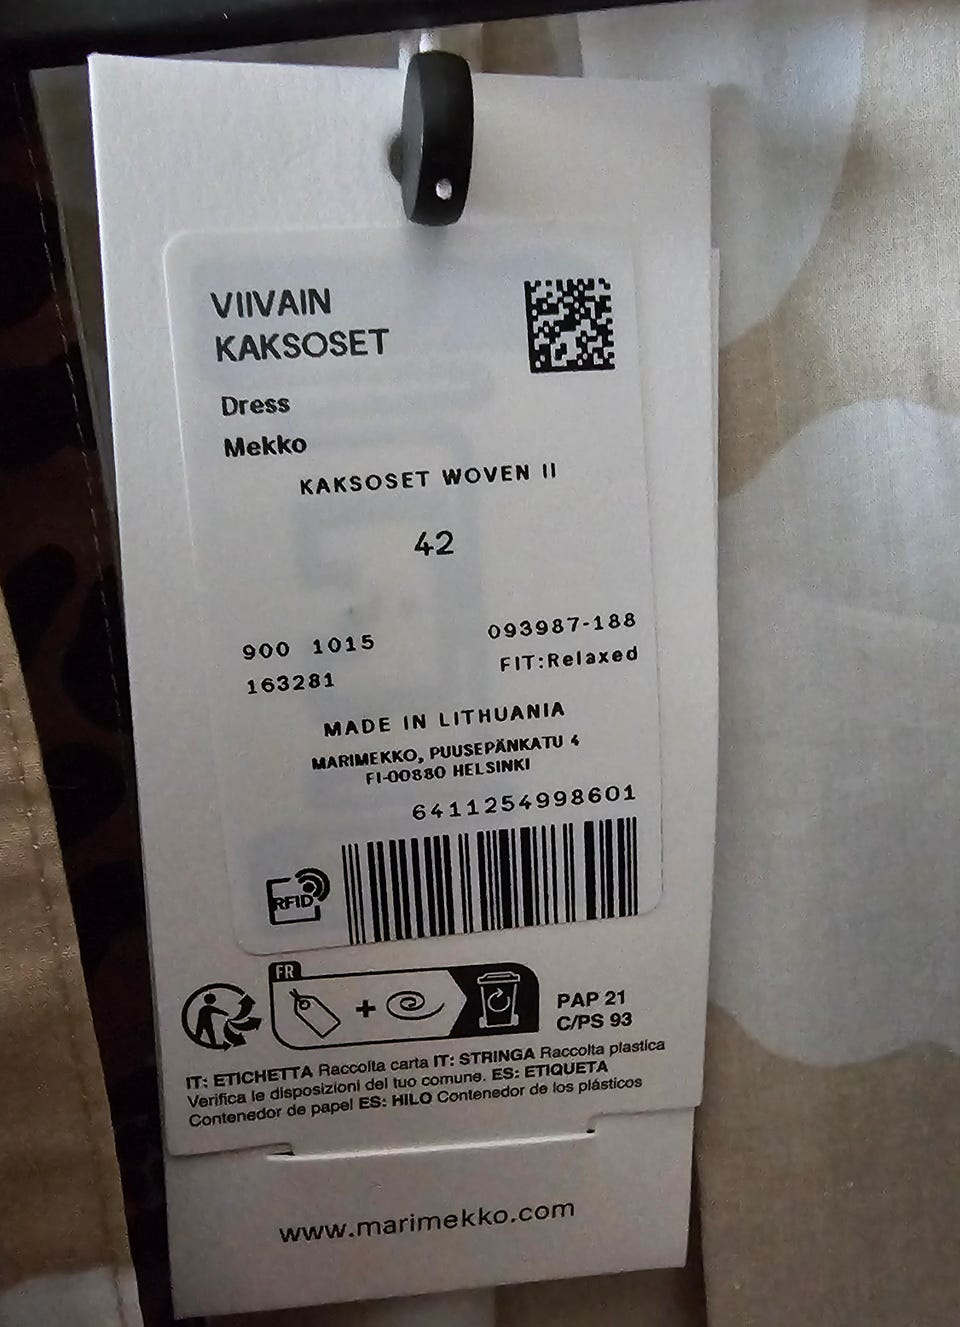 VIIVAIN
KAKSOSET
Dress
Mekko
KAKSOSET WOVEN II
42
900 1015 093987-188
163281 FIT:Relaxed
MADE IN LITHUANIA
MARIMEKKO, PUUSEPÄNKATU 4
FI-00880 HELSINKI
6411254998601
RFID
FR
PAP 21
C/PS 93
IT: ETICHETTA Raccolta carta IT: STRINGA Raccolta plastica
Verifica le disposizioni del tuo comune. ES: ETIQUETA
Contenedor de papel ES: HILO Contenedor de los plásticos
www.marimekko.com